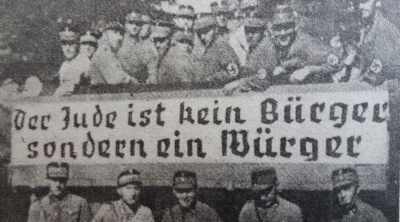 Der Jude ist kein Bürger
sondern ein Würger